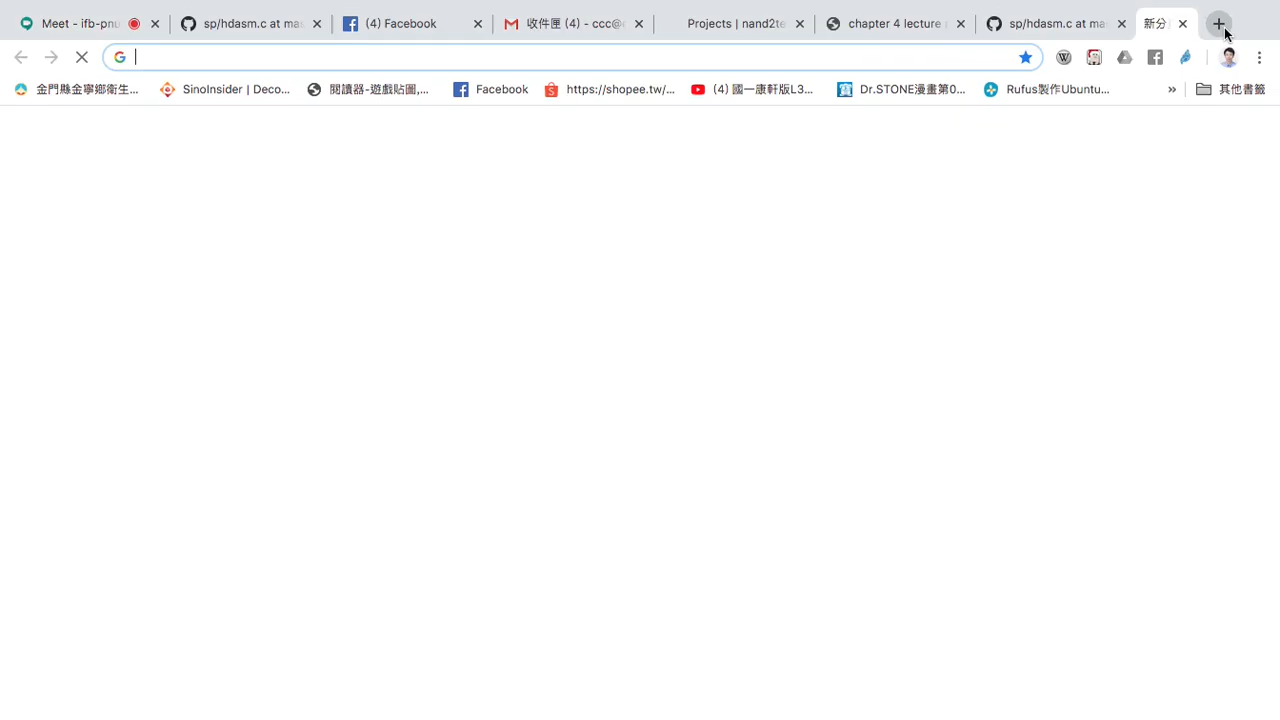 Meet - ifb-pnu
sp/hdasm.c at mas
(4) Facebook
收件匣 (4) - ccc@
Projects | nand2te
chapter 4 lecture
sp/hdasm.c at mas
新分
金門縣金寧鄉衛生...
SinoInsider | Deco...
閱讀器-遊戲貼圖,...
Facebook
https://shopee.tw/...
(4) 國一康軒版L3...
Dr.STONE漫畫第0...
Rufus製作Ubuntu...
»
其他書籤